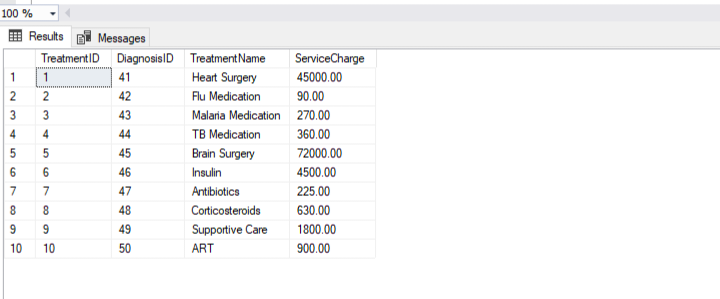 100 %
Results Messages
TreatmentID DiagnosisID TreatmentName ServiceCharge
1 1 41 Heart Surgery 45000.00
2 2 42 Flu Medication 90.00
3 3 43 Malaria Medication 270.00
4 4 44 TB Medication 360.00
5 5 45 Brain Surgery 72000.00
6 6 46 Insulin 4500.00
7 7 47 Antibiotics 225.00
8 8 48 Corticosteroids 630.00
9 9 49 Supportive Care 1800.00
10 10 50 ART 900.00